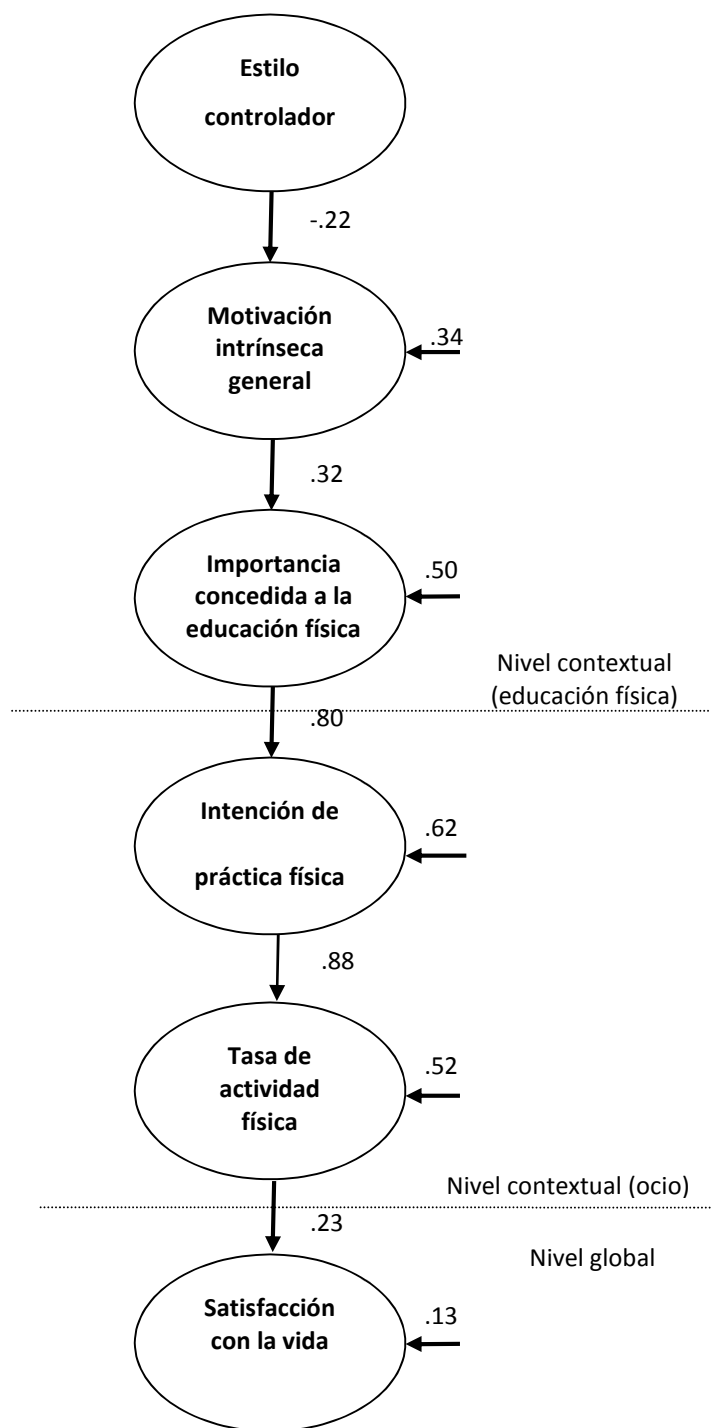 Estilo
controlador
-.22
Motivación
intrínseca
general
.34
.32
Importancia
concedida a la
educación física
.50
Nivel contextual
(educación física)
.80
Intención de
práctica física
.62
.88
Tasa de
actividad
física
.52
Nivel contextual (ocio)
.23
Nivel global
Satisfacción
con la vida
.13